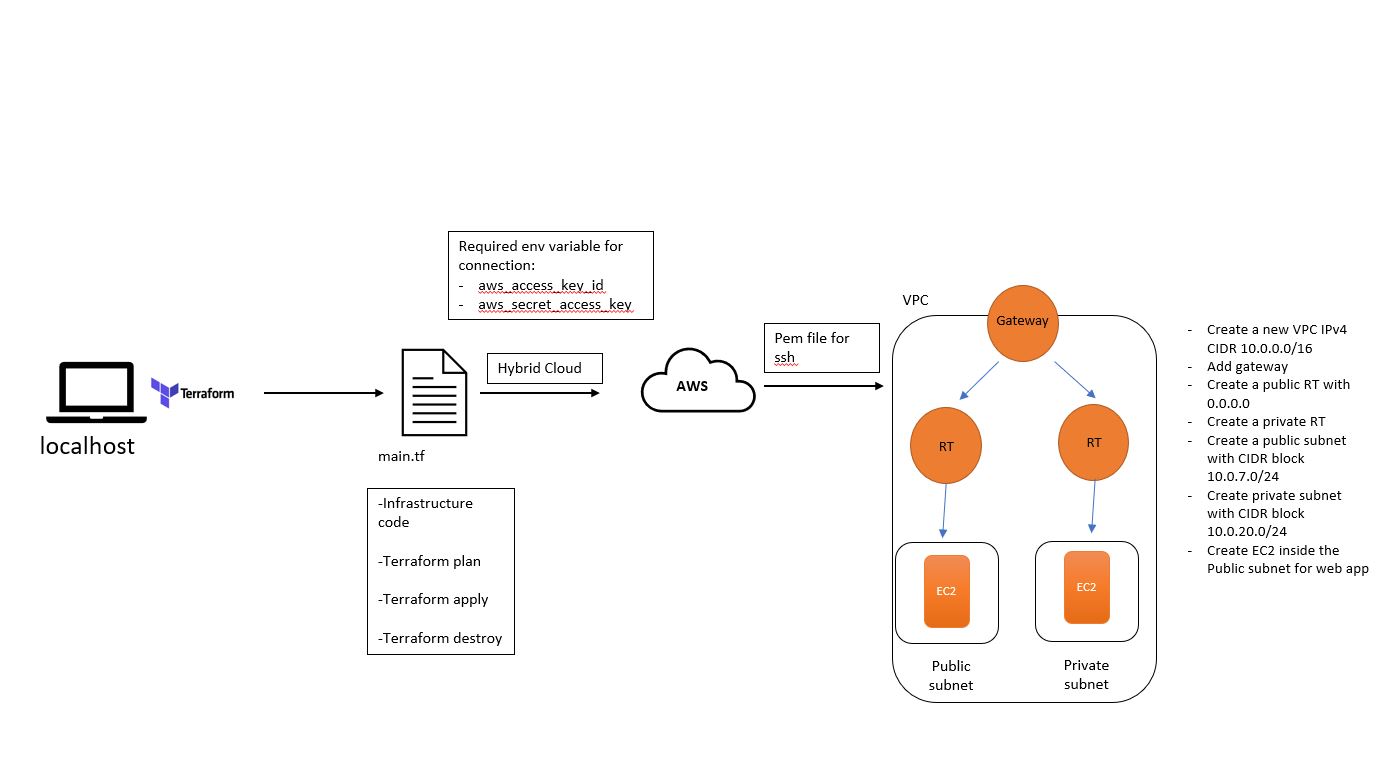 Required env variable for
connection:
- aws_access_key_id
- aws_secret_access_key
Terraform
localhost
main.tf
-Infrastructure
code
-Terraform plan
-Terraform apply
-Terraform destroy
Hybrid Cloud
AWS
Pem file for
ssh
VPC
Gateway
RT
RT
EC2
EC2
Public
subnet
Private
subnet
- Create a new VPC IPv4
CIDR 10.0.0.0/16
- Add gateway
- Create a public RT with
0.0.0.0
- Create a private RT
- Create a public subnet
with CIDR block
10.0.7.0/24
- Create private subnet
with CIDR block
10.0.20.0/24
- Create EC2 inside the
Public subnet for web app